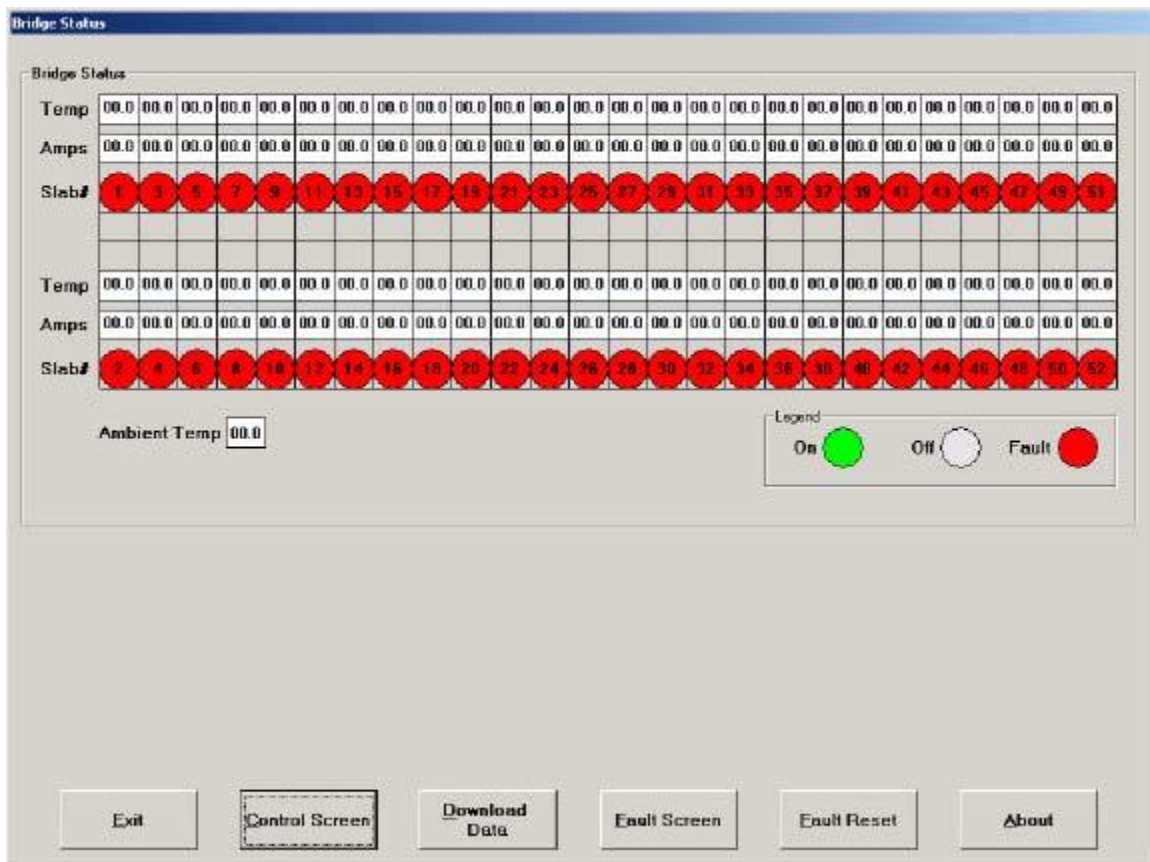 Bridge Status
Bridge Status
Temp 00.0 00.0 00.0 00.0 00.0 00.0 00.0 00.0 00.0 00.0 00.0 00.0 00.0 00.0 00.0 00.0 00.0 00.0 00.0 00.0 00.0 00.0 00.0 00.0 00.0 00.0
Amps 00.0 00.0 00.0 00.0 00.0 00.0 00.0 00.0 00.0 00.0 00.0 00.0 00.0 00.0 00.0 00.0 00.0 00.0 00.0 00.0 00.0 00.0 00.0 00.0 00.0 00.0
Slab# 1 3 5 7 9 11 13 15 17 19 21 23 25 27 29 31 33 35 37 39 41 43 45 47 49 51
Temp 00.0 00.0 00.0 00.0 00.0 00.0 00.0 00.0 00.0 00.0 00.0 00.0 00.0 00.0 00.0 00.0 00.0 00.0 00.0 00.0 00.0 00.0 00.0 00.0 00.0 00.0
Amps 00.0 00.0 00.0 00.0 00.0 00.0 00.0 00.0 00.0 00.0 00.0 00.0 00.0 00.0 00.0 00.0 00.0 00.0 00.0 00.0 00.0 00.0 00.0 00.0 00.0 00.0
Slab# 2 4 6 8 10 12 14 16 18 20 22 24 26 28 30 32 34 36 38 40 42 44 46 48 50 52
Ambient Temp 00.0
Legend
On Off Fault
Exit Control Screen Download Data Fault Screen Fault Reset About